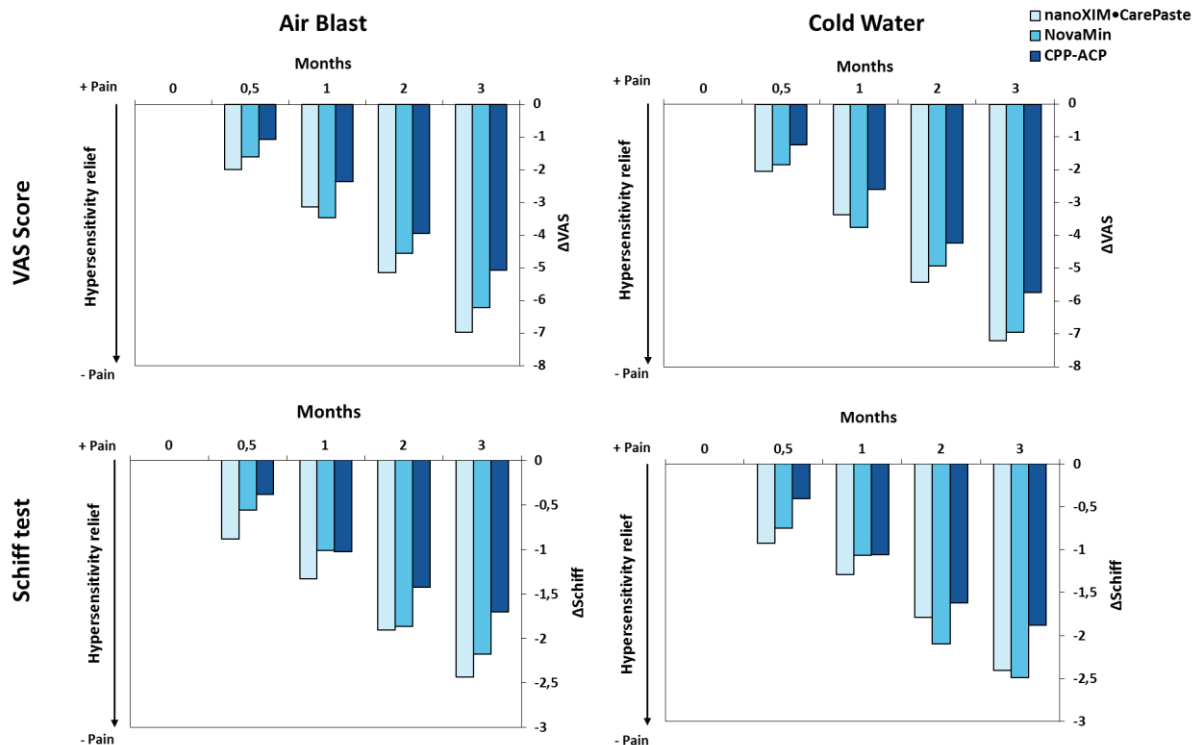 Air Blast
Cold Water
nanoXIM•CarePaste
NovaMin
CPP-ACP
VAS Score
Schiff test
Months
+ Pain
0 0,5 1 2 3
Hypersensitivity relief
- Pain
0
-1
-2
-3
-4
-5
-6
-7
-8
ΔVAS
Months
+ Pain
0 0,5 1 2 3
Hypersensitivity relief
- Pain
0
-1
-2
-3
-4
-5
-6
-7
-8
ΔVAS
Months
+ Pain
0 0,5 1 2 3
Hypersensitivity relief
- Pain
0
-0,5
-1
-1,5
-2
-2,5
-3
ΔSchiff
Months
+ Pain
0 0,5 1 2 3
Hypersensitivity relief
- Pain
0
-0,5
-1
-1,5
-2
-2,5
-3
ΔSchiff